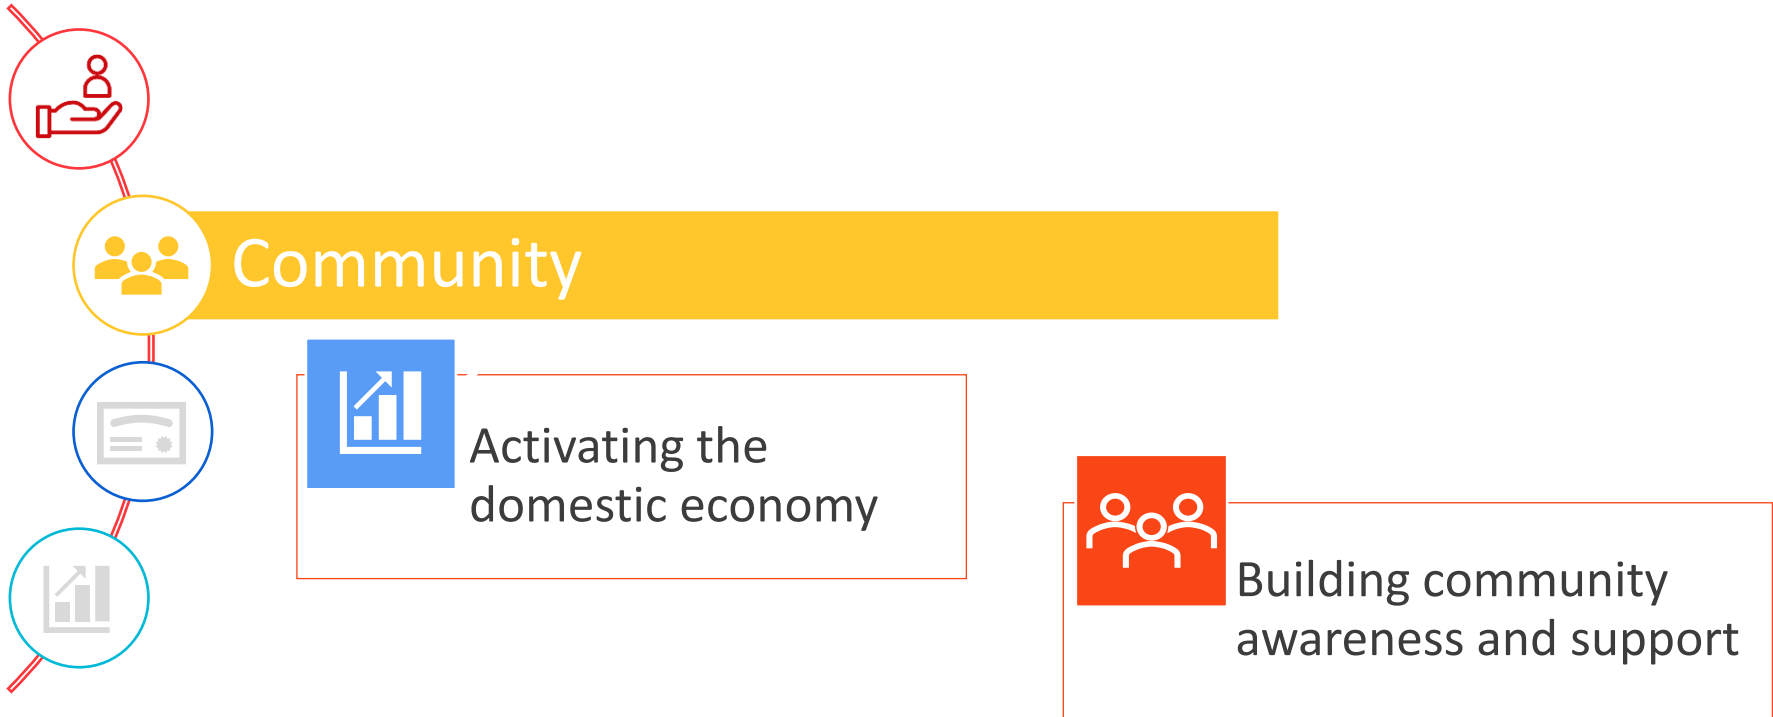 Community
Activating the
domestic economy
Building community
awareness and support